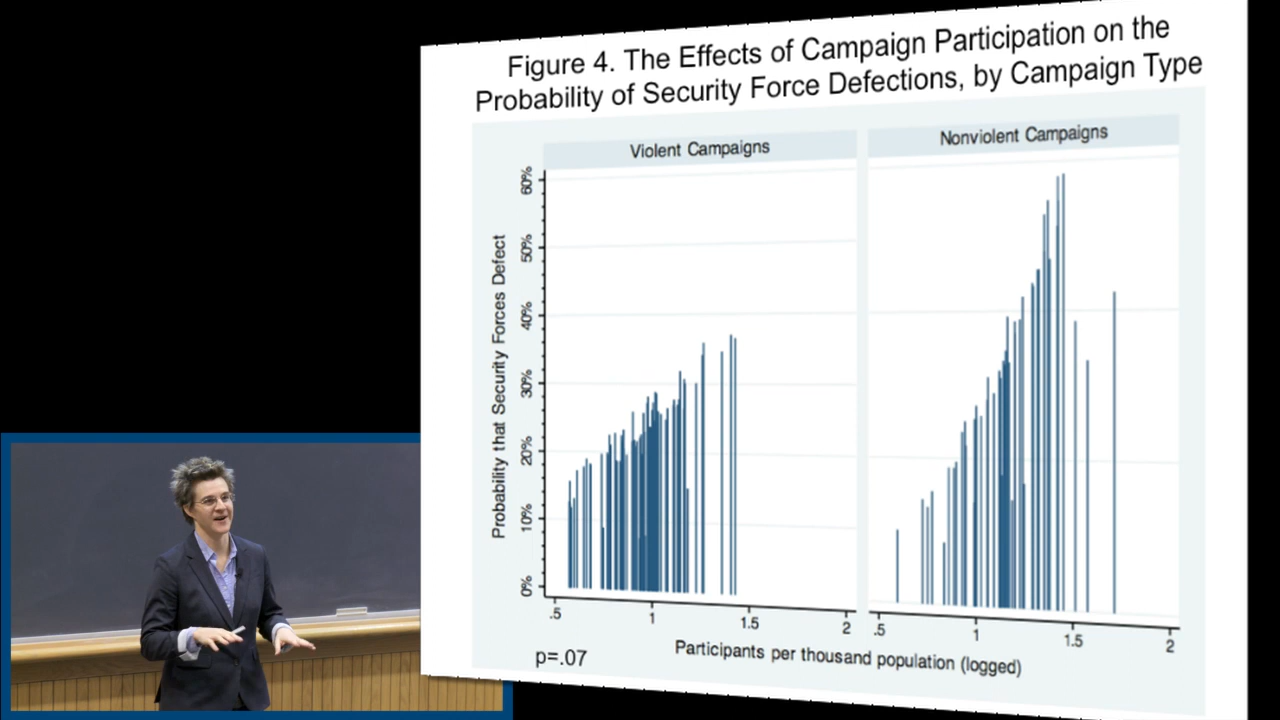 Figure 4. The Effects of Campaign Participation on the
Probability of Security Force Defections, by Campaign Type
Violent Campaigns
Nonviolent Campaigns
Probability that Security Forces Defect
60%
50%
40%
30%
20%
10%
0%
.5
1
1.5
2
.5
1
1.5
2
Participants per thousand population (logged)
p=.07